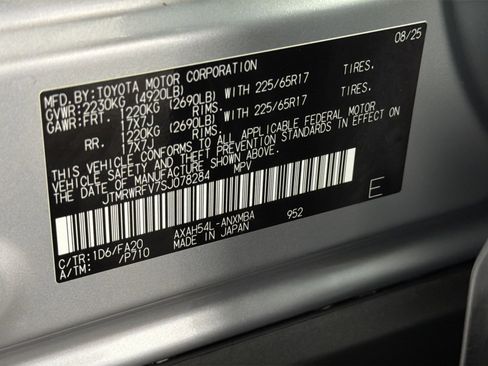 MFD.BY:TOYOTA MOTOR CORPORATION 08/25
GVWR:2230KG (4920LB)
GAWR:FRT. 1220KG (2690LB) WITH 225/65R17 TIRES.
17X7J RIMS.
RR. 1220KG (2690LB) WITH 225/65R17 TIRES.
17X7J RIMS.
THIS VEHICLE CONFORMS TO ALL APPLICABLE FEDERAL MOTOR
VEHICLE SAFETY, BUMPER, AND THEFT PREVENTION STANDARDS IN EFFECT ON
THE DATE OF MANUFACTURE SHOWN ABOVE.
JTMRWRFV7SJ078284 MPV
E
C/TR:1D6/FA20 AXAH54L-ANXMBA 952
A/TM: /P710 MADE IN JAPAN